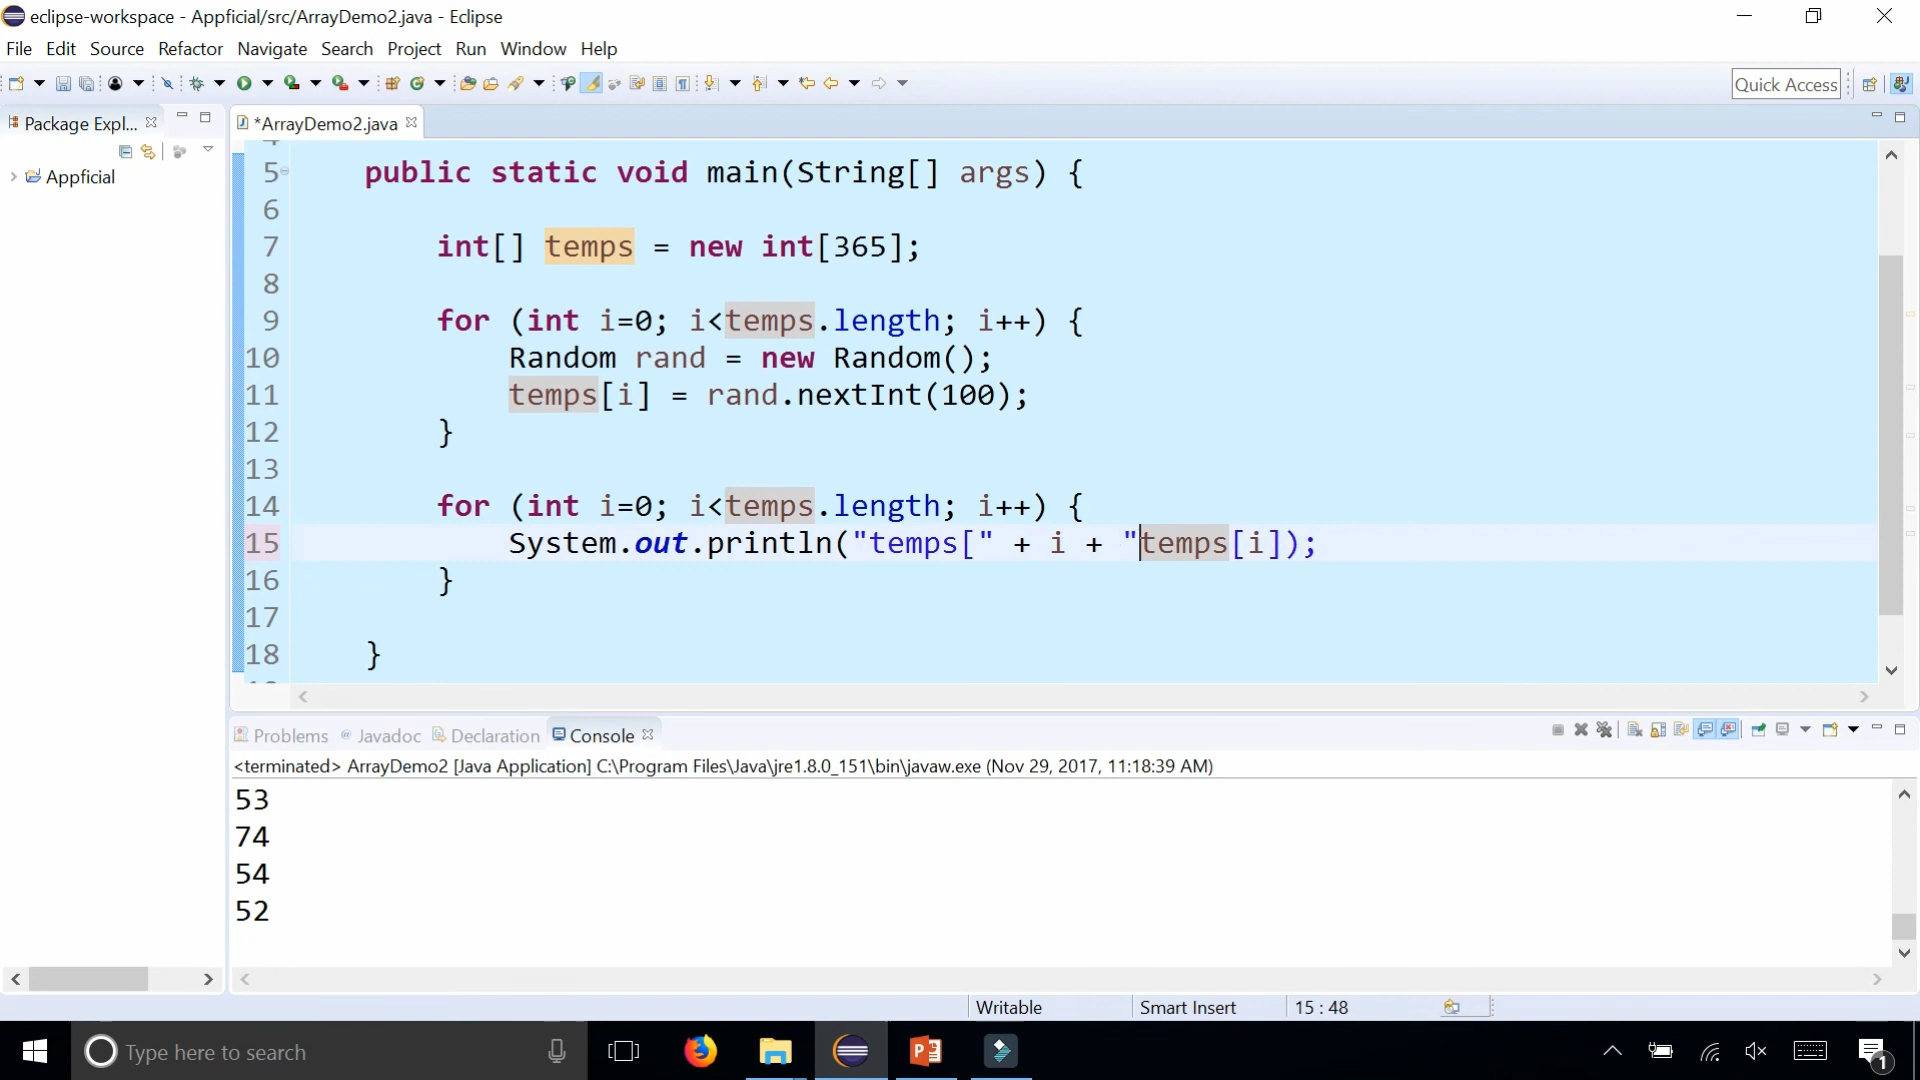 eclipse-workspace - Appficial/src/ArrayDemo2.java - Eclipse
File Edit Source Refactor Navigate Search Project Run Window Help
Quick Access
Package Expl...
*ArrayDemo2.java
Appficial
5 public static void main(String[] args) {
6
7 int[] temps = new int[365];
8
9 for (int i=0; i<temps.length; i++) {
10 Random rand = new Random();
11 temps[i] = rand.nextInt(100);
12 }
13
14 for (int i=0; i<temps.length; i++) {
15 System.out.println("temps[" + i + "temps[i]);
16 }
17
18 }
Problems Javadoc Declaration Console
<terminated> ArrayDemo2 [Java Application] C:\Program Files\Java\jre1.8.0_151\bin\javaw.exe (Nov 29, 2017, 11:18:39 AM)
53
74
54
52
Writable Smart Insert 15 : 48
Type here to search
1